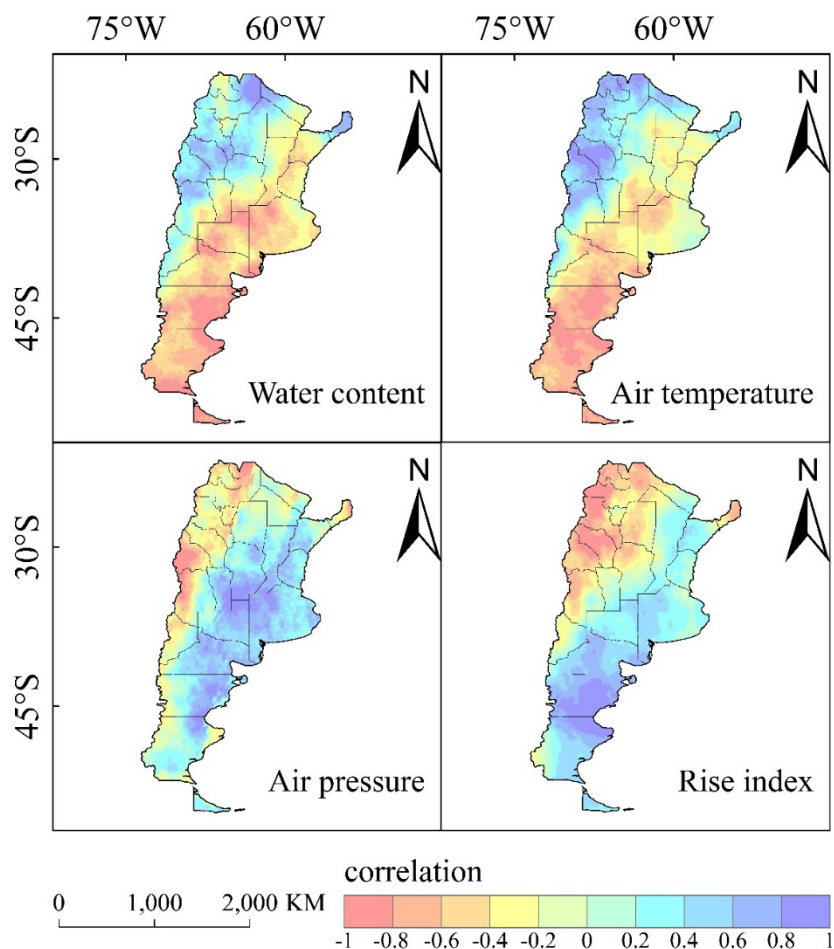 75°W 60°W 75°W 60°W
N N
30°S
45°S
Water content Air temperature
N N
30°S
45°S
Air pressure Rise index
correlation
0 1,000 2,000 KM
-1 -0.8 -0.6 -0.4 -0.2 0 0.2 0.4 0.6 0.8 1